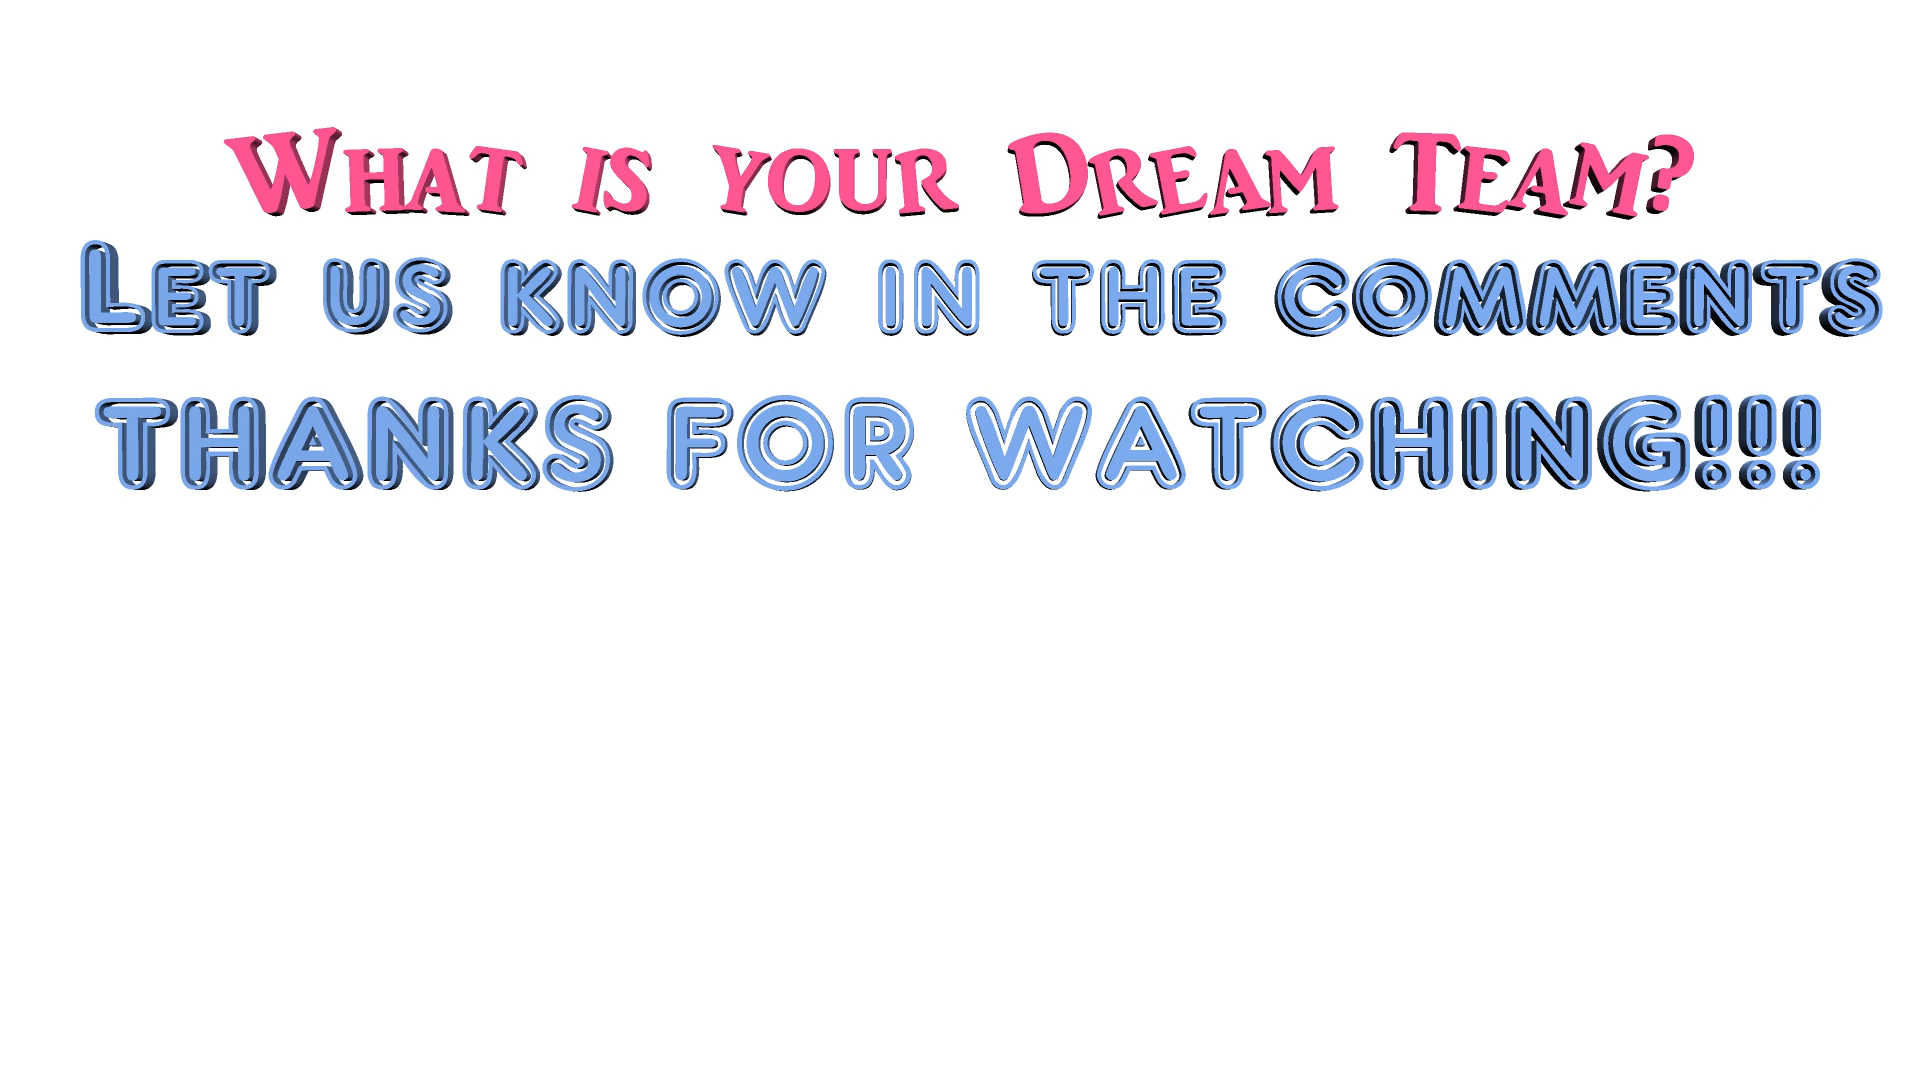 What is your Dream Team?
Let us know in the comments
THANKS FOR WATCHING!!!